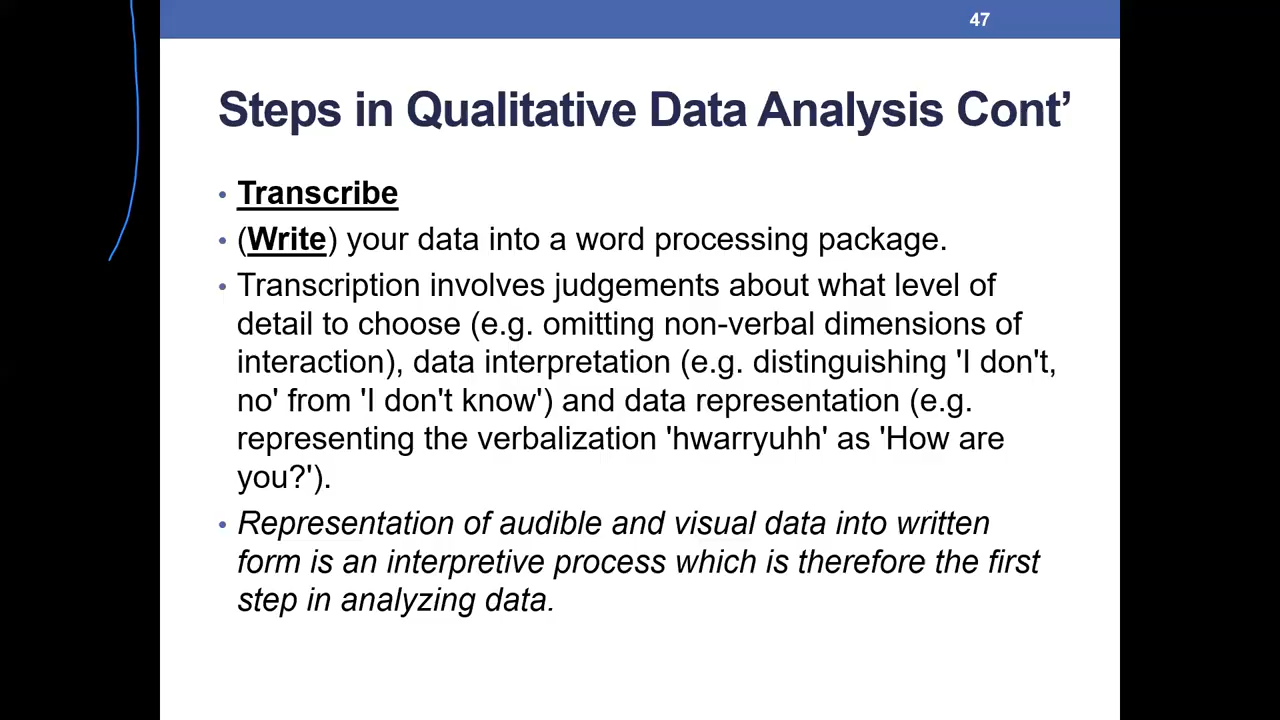 47
Steps in Qualitative Data Analysis Cont’
• Transcribe
• (Write) your data into a word processing package.
• Transcription involves judgements about what level of
detail to choose (e.g. omitting non-verbal dimensions of
interaction), data interpretation (e.g. distinguishing 'I don't,
no' from 'I don't know') and data representation (e.g.
representing the verbalization 'hwarryuhh' as 'How are
you?').
• Representation of audible and visual data into written
form is an interpretive process which is therefore the first
step in analyzing data.